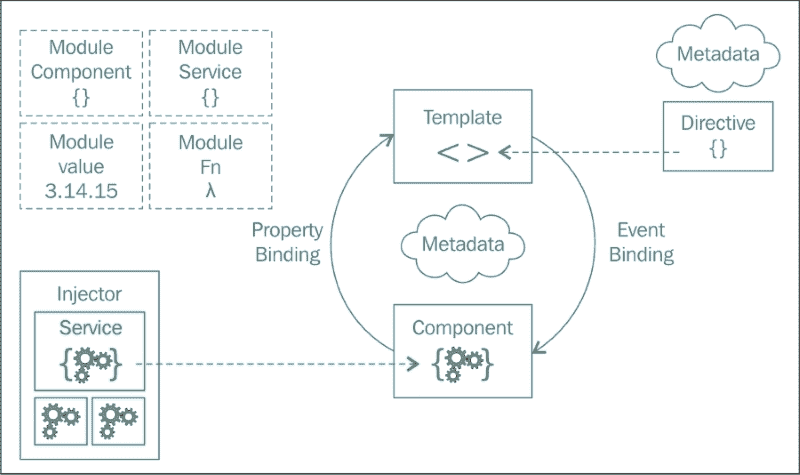 Module
Component
{}
Module
Service
{}
Module
value
3.14.15
Module
Fn
λ
Template
< >
Metadata
Directive
{}
Property
Binding
Metadata
Event
Binding
Injector
Service
{ }
Component
{ }